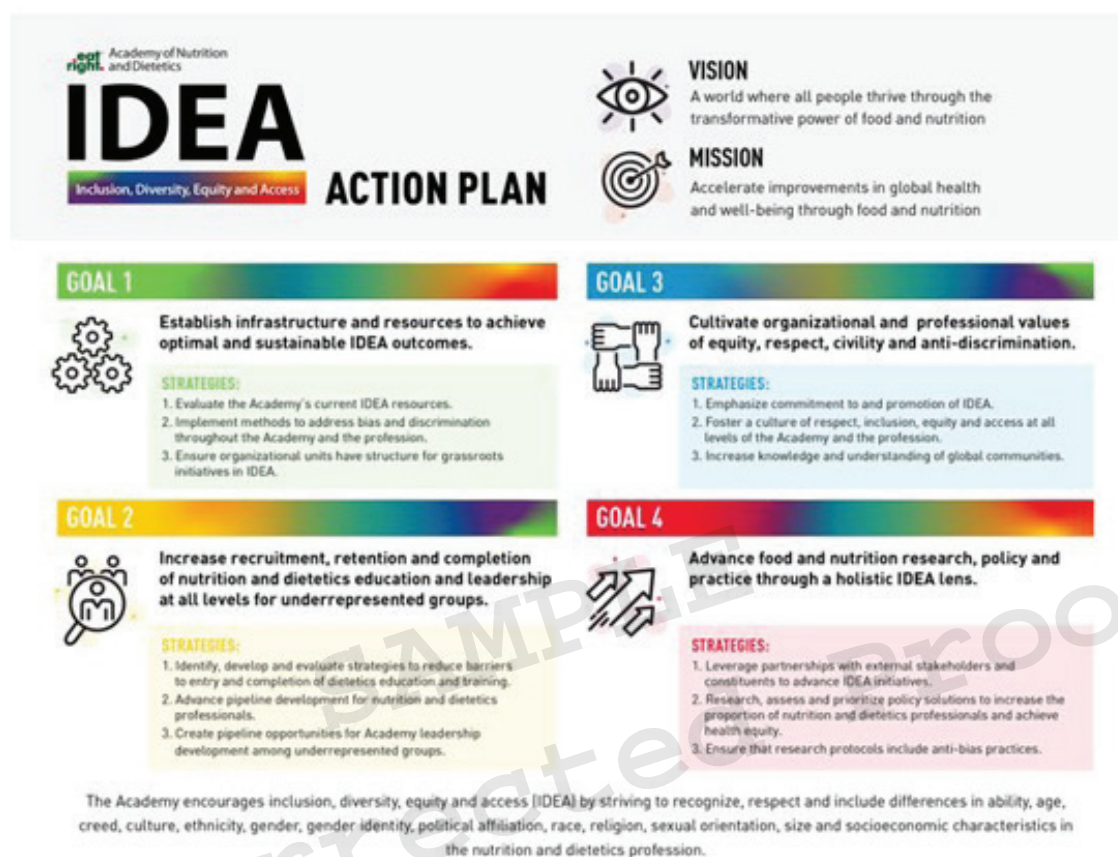 eat right. Academy of Nutrition and Dietetics
IDEA
Inclusion, Diversity, Equity and Access
ACTION PLAN
VISION
A world where all people thrive through the
transformative power of food and nutrition
MISSION
Accelerate improvements in global health
and well-being through food and nutrition
GOAL 1
Establish infrastructure and resources to achieve
optimal and sustainable IDEA outcomes.
STRATEGIES:
1. Evaluate the Academy's current IDEA resources.
2. Implement methods to address bias and discrimination
throughout the Academy and the profession.
3. Ensure organizational units have structure for grassroots
initiatives in IDEA.
GOAL 2
Increase recruitment, retention and completion
of nutrition and dietetics education and leadership
at all levels for underrepresented groups.
STRATEGIES:
1. Identify, develop and evaluate strategies to reduce barriers
to entry and completion of dietetics education and training.
2. Advance pipeline development for nutrition and dietetics
professionals.
3. Create pipeline opportunities for Academy leadership
development among underrepresented groups.
GOAL 3
Cultivate organizational and professional values
of equity, respect, civility and anti-discrimination.
STRATEGIES:
1. Emphasize commitment to and promotion of IDEA.
2. Foster a culture of respect, inclusion, equity and access at all
levels of the Academy and the profession.
3. Increase knowledge and understanding of global communities.
GOAL 4
Advance food and nutrition research, policy and
practice through a holistic IDEA lens.
STRATEGIES:
1. Leverage partnerships with external stakeholders and
constituents to advance IDEA initiatives.
2. Research, assess and prioritize policy solutions to increase the
proportion of nutrition and dietetics professionals and achieve
health equity.
3. Ensure that research protocols include anti-bias practices.
The Academy encourages inclusion, diversity, equity and access (IDEA) by striving to recognize, respect and include differences in ability, age,
creed, culture, ethnicity, gender, gender identity, political affiliation, race, religion, sexual orientation, size and socioeconomic characteristics in
the nutrition and dietetics profession.
SAMPLE